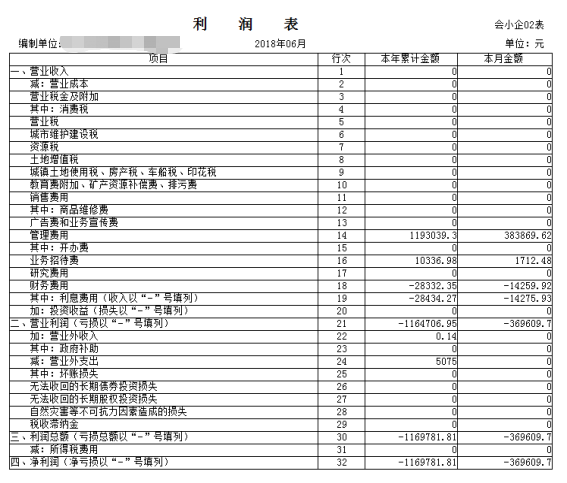 利 润 表
会小企02表
编制单位:
2018年06月
单位: 元
项目 行次 本年累计金额 本月金额
一、营业收入 1 0 0
减: 营业成本 2 0 0
营业税金及附加 3 0 0
其中: 消费税 4 0 0
营业税 5 0 0
城市维护建设税 6 0 0
资源税 7 0 0
土地增值税 8 0 0
城镇土地使用税、房产税、车船税、印花税 9 0 0
教育费附加、矿产资源补偿费、排污费 10 0 0
销售费用 11 0 0
其中: 商品维修费 12 0 0
广告费和业务宣传费 13 0 0
管理费用 14 1193039.3 383869.62
其中: 开办费 15 0 0
业务招待费 16 10336.98 1712.48
研究费用 17 0 0
财务费用 18 -28332.35 -14259.92
其中: 利息费用(收入以“-”号填列) 19 -28434.27 -14275.93
加: 投资收益(损失以“-”号填列) 20 0 0
二、营业利润(亏损以“-”号填列) 21 -1164706.95 -369609.7
加: 营业外收入 22 0.14 0
其中: 政府补助 23 0 0
减: 营业外支出 24 5075 0
其中: 坏账损失 25 0 0
无法收回的长期债券投资损失 26 0 0
无法收回的长期股权投资损失 27 0 0
自然灾害等不可抗力因素造成的损失 28 0 0
税收滞纳金 29 0 0
三、利润总额(亏损总额以“-”号填列) 30 -1169781.81 -369609.7
减: 所得税费用 31 0 0
四、净利润(净亏损以“-”号填列) 32 -1169781.81 -369609.7